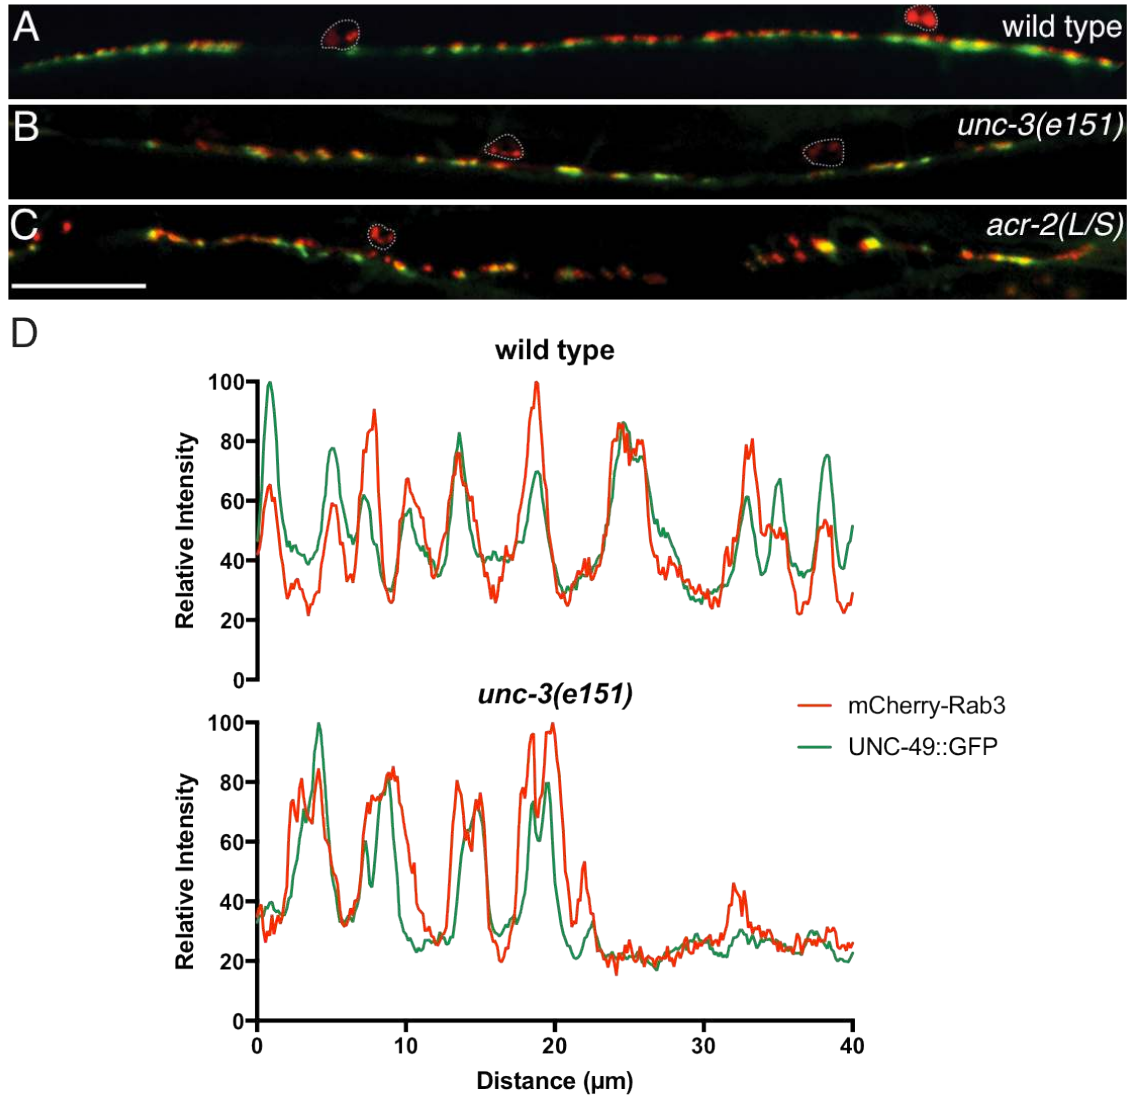 A
wild type
B
unc-3(e151)
C
acr-2(L/S)
D
wild type
100
80
60
40
20
0
Relative Intensity
unc-3(e151)
100
80
60
40
20
0
Relative Intensity
mCherry-Rab3
UNC-49::GFP
0
10
20
30
40
Distance (µm)